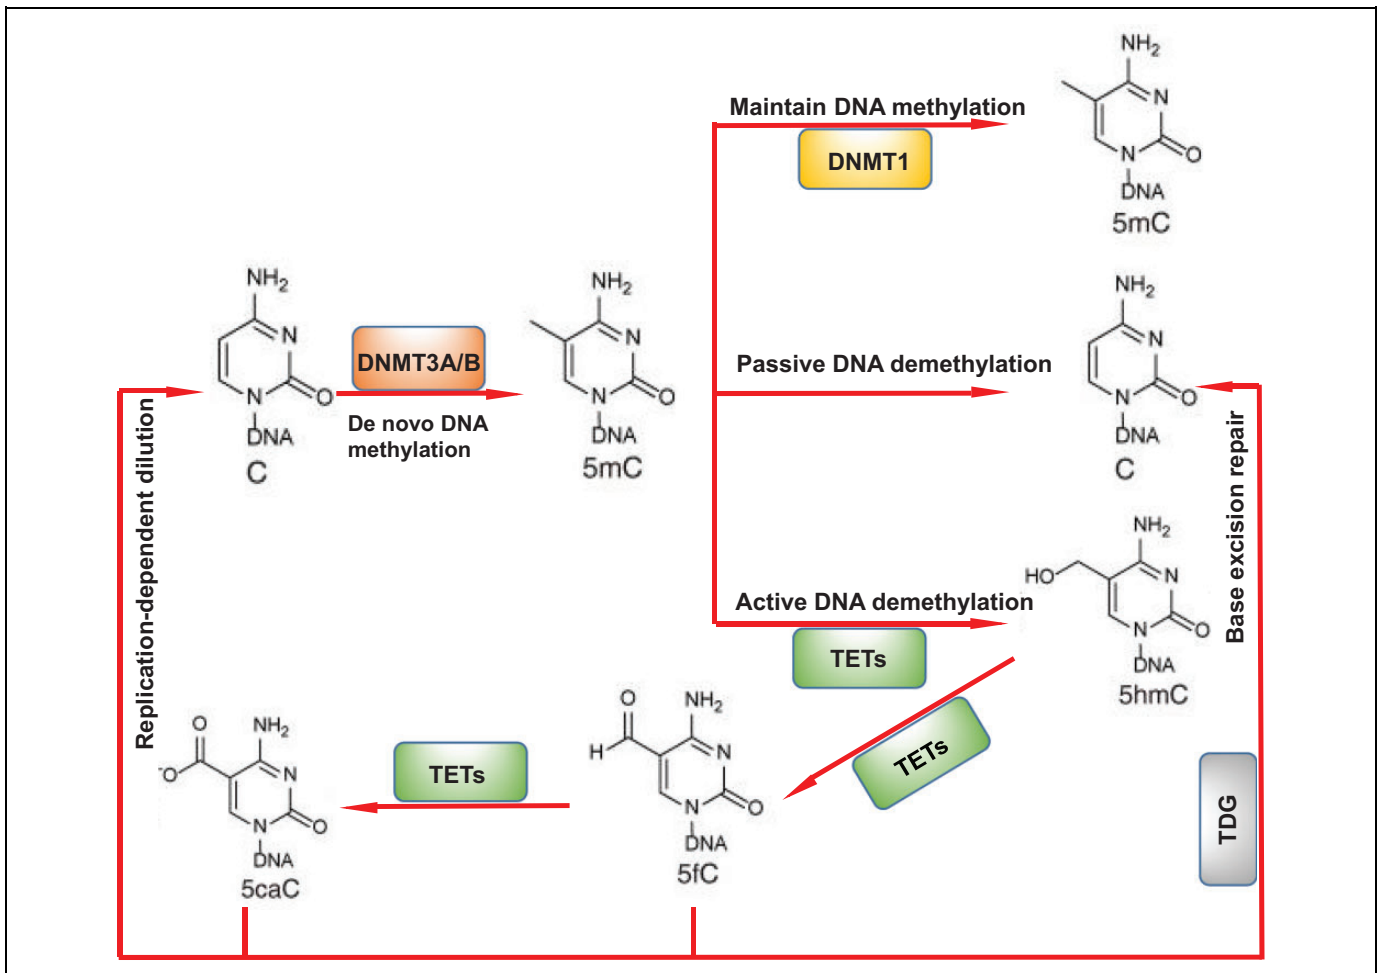 NH₂
Maintain DNA methylation
N
DNMT1
N
O
DNA
5mC
NH₂
N
N
O
DNA
C
DNMT3A/B
De novo DNA
methylation
NH₂
N
N
O
DNA
5mC
Passive DNA demethylation
NH₂
N
N
O
DNA
C
Replication-dependent dilution
Base excision repair
Active DNA demethylation
TETs
NH₂
HO
N
N
O
DNA
5hmC
TETs
O
NH₂
H
N
N
O
DNA
5fC
TETs
O
NH₂
⁻O
N
N
O
DNA
5caC
TDG